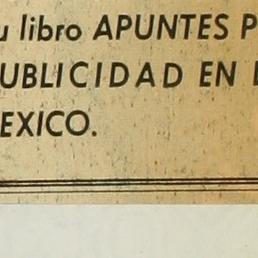 u libro APUNTES P
UBLICIDAD EN
EXICO.